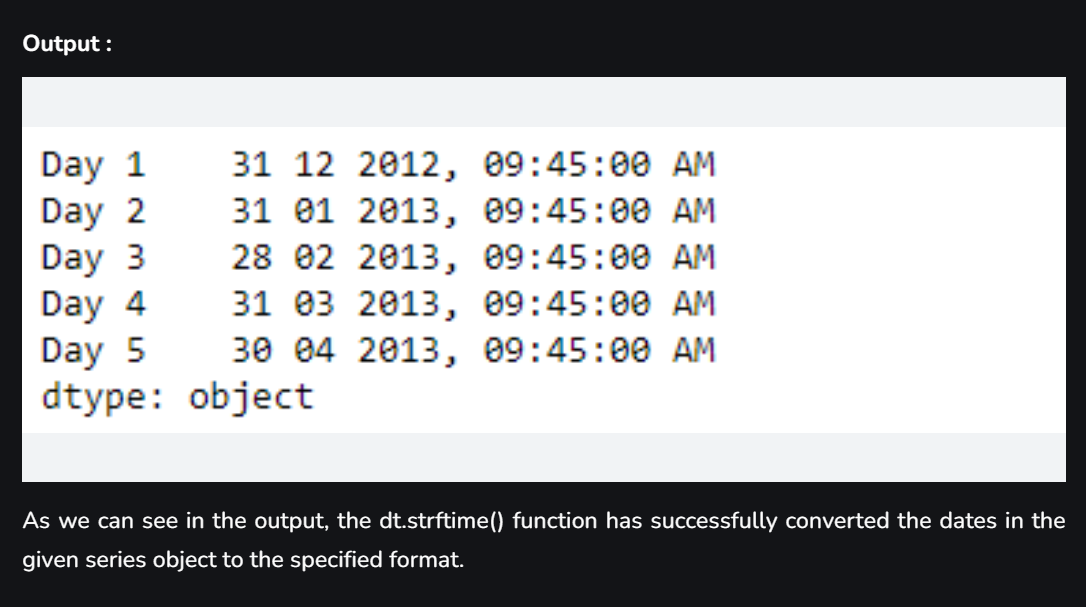 Output :
Day 1    31 12 2012, 09:45:00 AM
Day 2    31 01 2013, 09:45:00 AM
Day 3    28 02 2013, 09:45:00 AM
Day 4    31 03 2013, 09:45:00 AM
Day 5    30 04 2013, 09:45:00 AM
dtype: object
As we can see in the output, the dt.strftime() function has successfully converted the dates in the
given series object to the specified format.